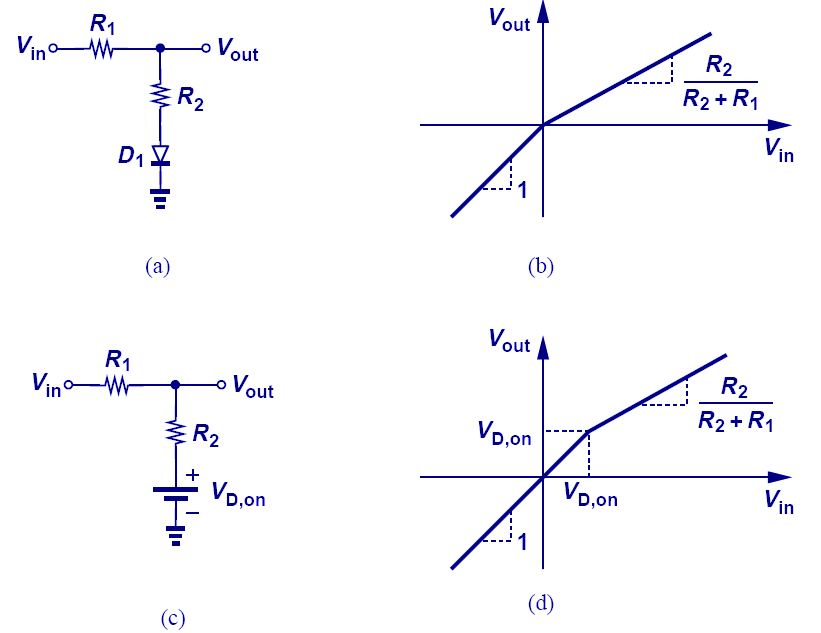 R1
Vin
Vout
R2
D1
(a)
Vout
R2
R2 + R1
Vin
1
(b)
R1
Vin
Vout
R2
+
VD,on
−
(c)
Vout
R2
R2 + R1
VD,on
VD,on
Vin
1
(d)